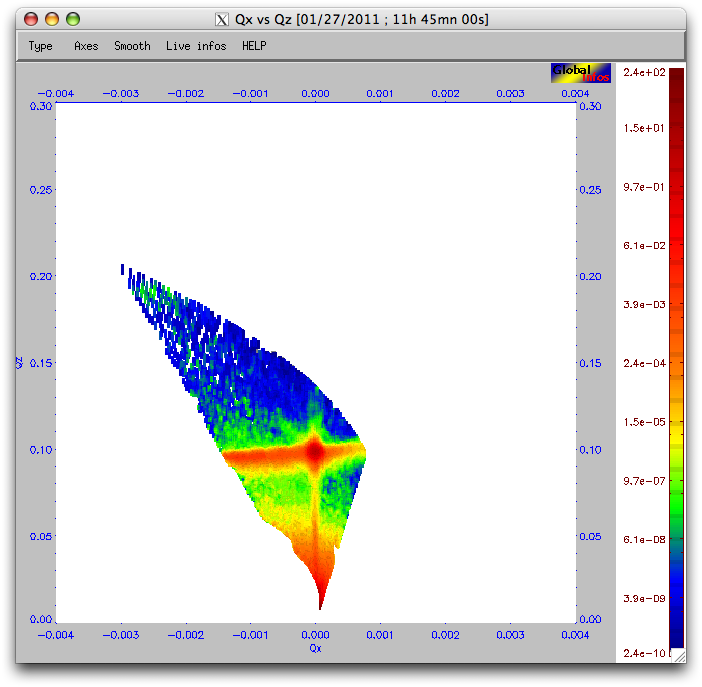 Qx vs Qz [01/27/2011 ; 11h 45mn 00s]
Type Axes Smooth Live infos HELP
Global
Infos
-0.004 -0.003 -0.002 -0.001 0.000 0.001 0.002 0.003 0.004
0.30 0.30
0.25 0.25
0.20 0.20
0.15 0.15
Qz
0.10 0.10
0.05 0.05
0.00 0.00
-0.004 -0.003 -0.002 -0.001 0.000 0.001 0.002 0.003 0.004
Qx
2.4e+02
1.5e+01
9.7e-01
6.1e-02
3.9e-03
2.4e-04
1.5e-05
9.7e-07
6.1e-08
3.9e-09
2.4e-10